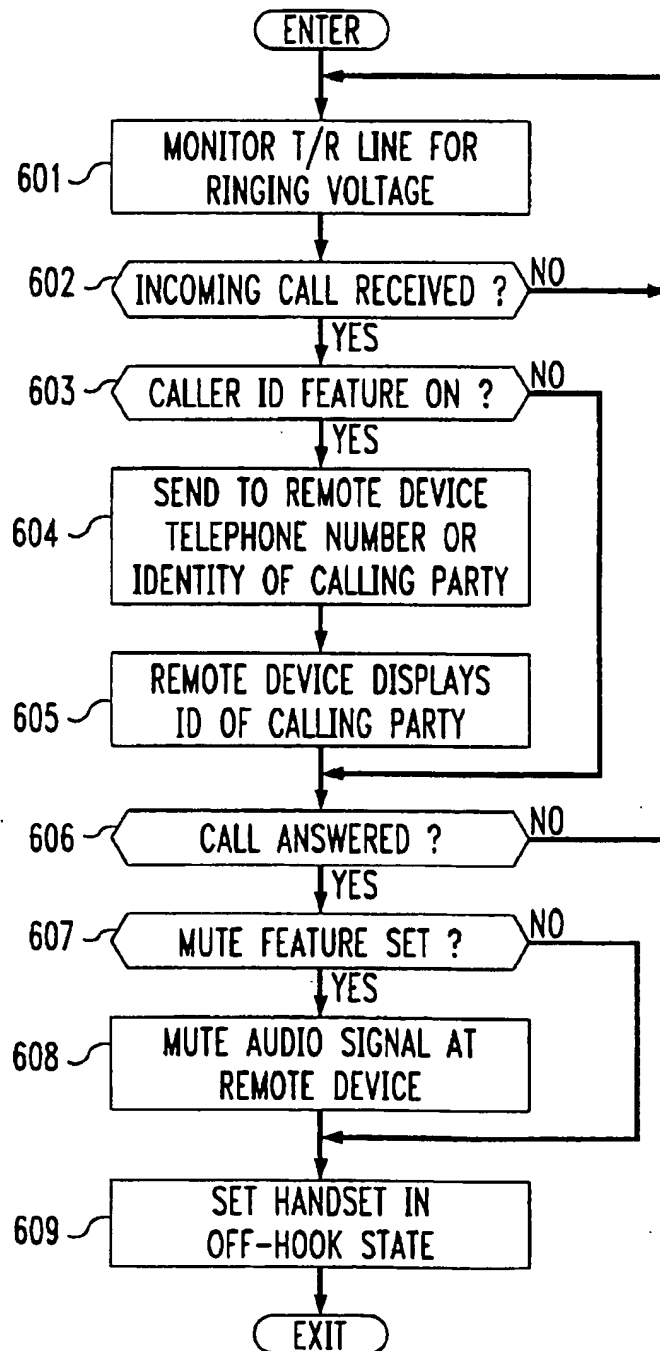 ENTER
601
MONITOR T/R LINE FOR
RINGING VOLTAGE
602
INCOMING CALL RECEIVED ?
NO
YES
603
CALLER ID FEATURE ON ?
NO
YES
604
SEND TO REMOTE DEVICE
TELEPHONE NUMBER OR
IDENTITY OF CALLING PARTY
605
REMOTE DEVICE DISPLAYS
ID OF CALLING PARTY
606
CALL ANSWERED ?
NO
YES
607
MUTE FEATURE SET ?
NO
YES
608
MUTE AUDIO SIGNAL AT
REMOTE DEVICE
609
SET HANDSET IN
OFF-HOOK STATE
EXIT